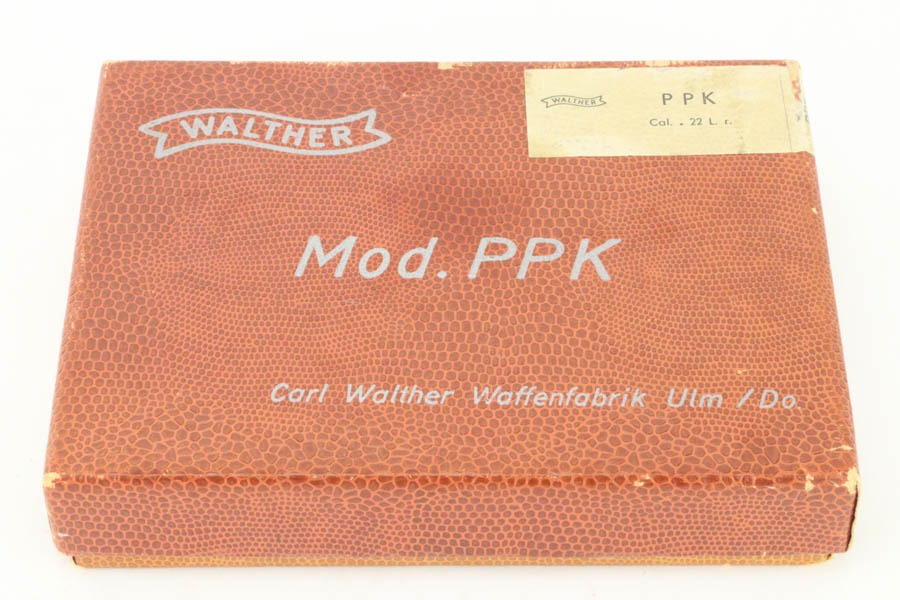 WALTHER
WALTHER
PPK
Cal. . 22 L. r.
Mod. PPK
Carl Walther Waffenfabrik Ulm / Do.